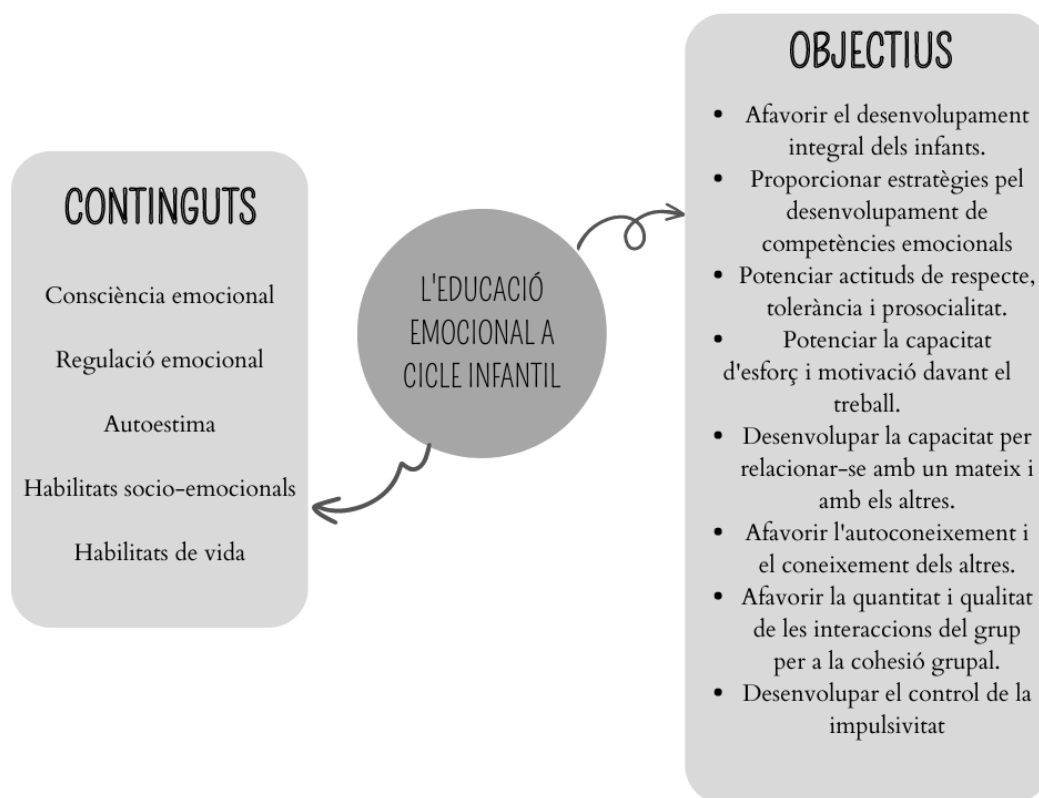 CONTINGUTS
Consciència emocional
Regulació emocional
Autoestima
Habilitats socio-emocionals
Habilitats de vida
L'EDUCACIÓ
EMOCIONAL A
CICLE INFANTIL
OBJECTIUS
• Afavorir el desenvolupament
integral dels infants.
• Proporcionar estratègies pel
desenvolupament de
competències emocionals
• Potenciar actituds de respecte,
tolerància i prosocialitat.
• Potenciar la capacitat
d'esforç i motivació davant el
treball.
• Desenvolupar la capacitat per
relacionar-se amb un mateix i
amb els altres.
• Afavorir l'autoconeixement i
el coneixement dels altres.
• Afavorir la quantitat i qualitat
de les interaccions del grup
per a la cohesió grupal.
• Desenvolupar el control de la
impulsivitat